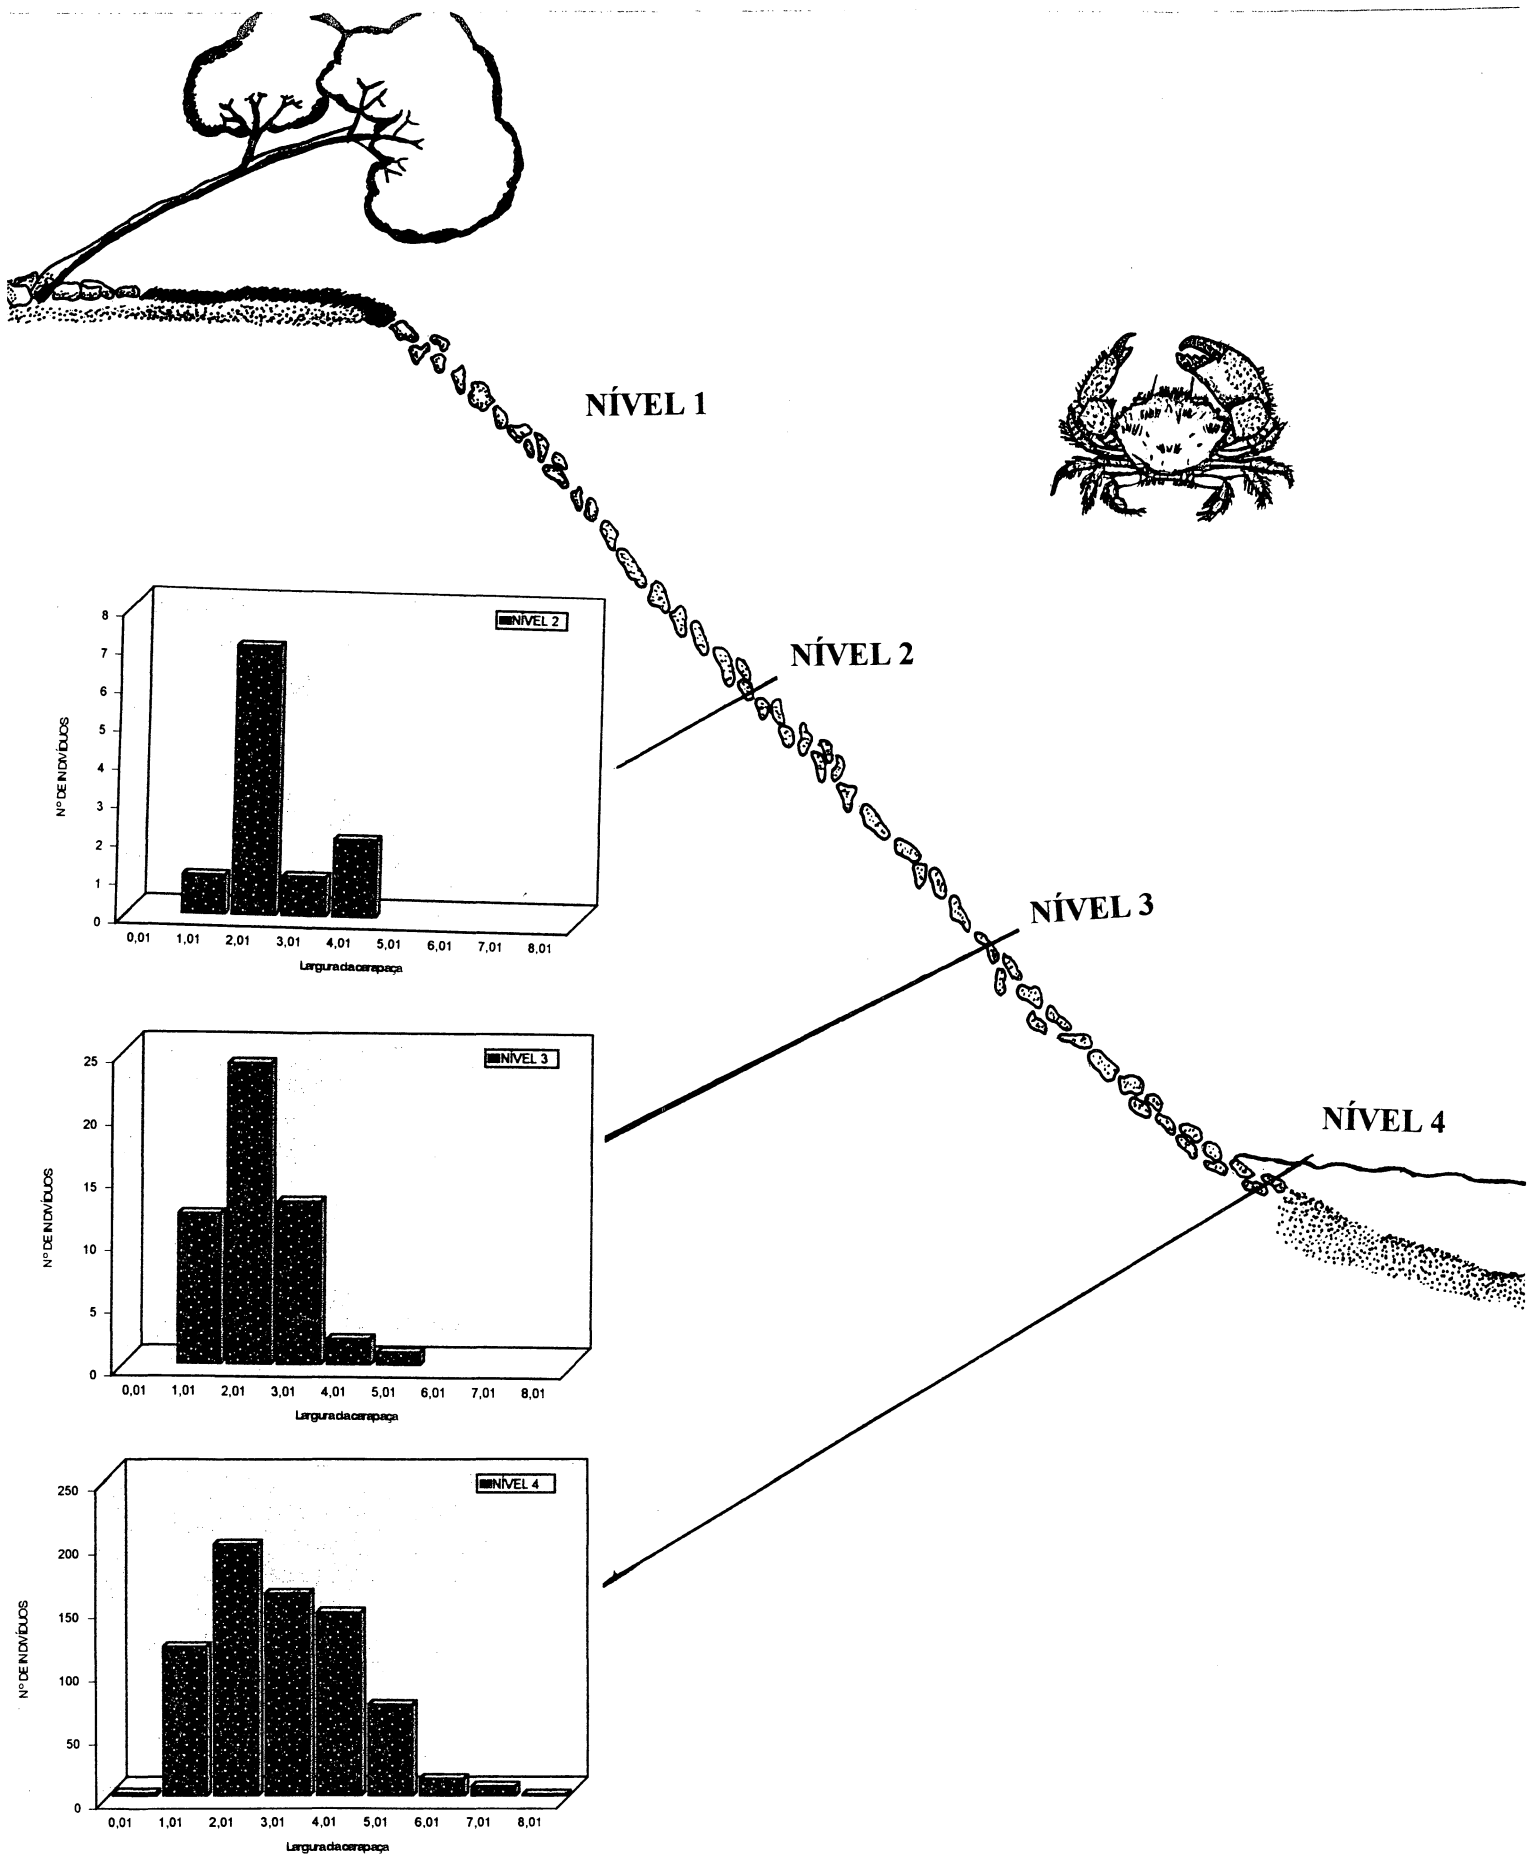 NÍVEL 1
NÍVEL 2
NÍVEL 3
NÍVEL 4
NÍVEL 2
8
7
6
5
4
3
2
1
0
Nº DE INDIVÍDUOS
0,01 1,01 2,01 3,01 4,01 5,01 6,01 7,01 8,01
Largura da carapaça
NÍVEL 3
25
20
15
10
5
0
Nº DE INDIVÍDUOS
0,01 1,01 2,01 3,01 4,01 5,01 6,01 7,01 8,01
Largura da carapaça
NÍVEL 4
250
200
150
100
50
0
Nº DE INDIVÍDUOS
0,01 1,01 2,01 3,01 4,01 5,01 6,01 7,01 8,01
Largura da carapaça